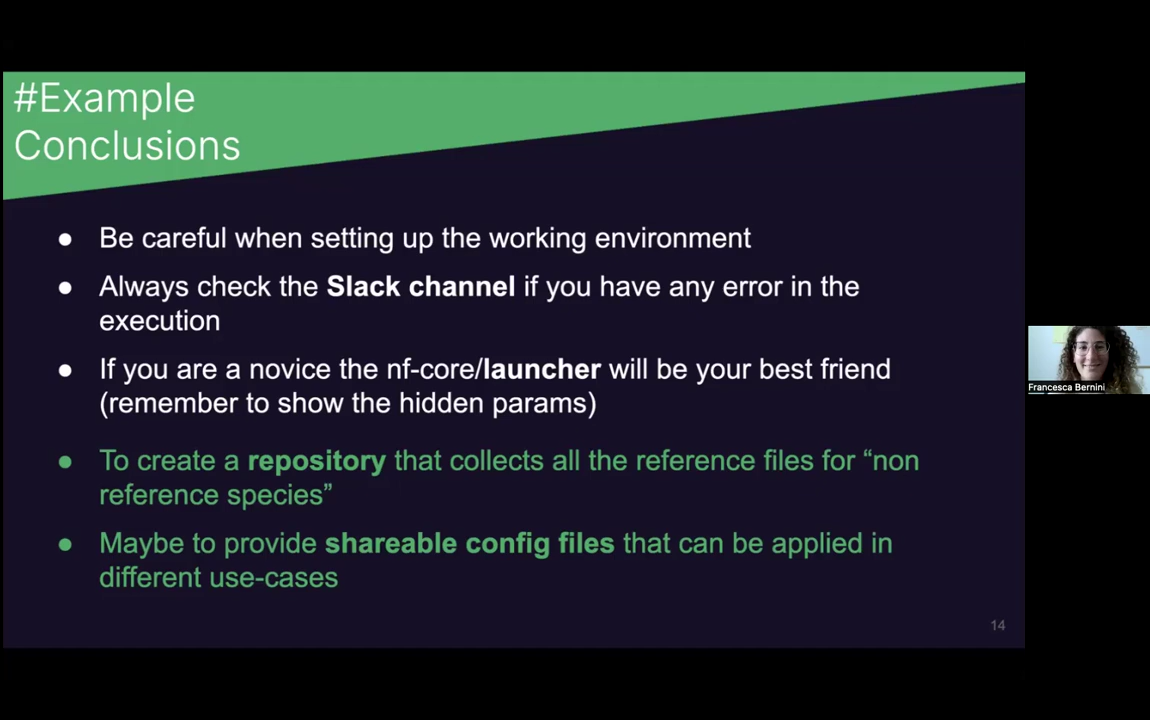 #Example
Conclusions
● Be careful when setting up the working environment
● Always check the Slack channel if you have any error in the
execution
● If you are a novice the nf-core/launcher will be your best friend
(remember to show the hidden params)
● To create a repository that collects all the reference files for “non
reference species”
● Maybe to provide shareable config files that can be applied in
different use-cases
14
Francesca Bernini